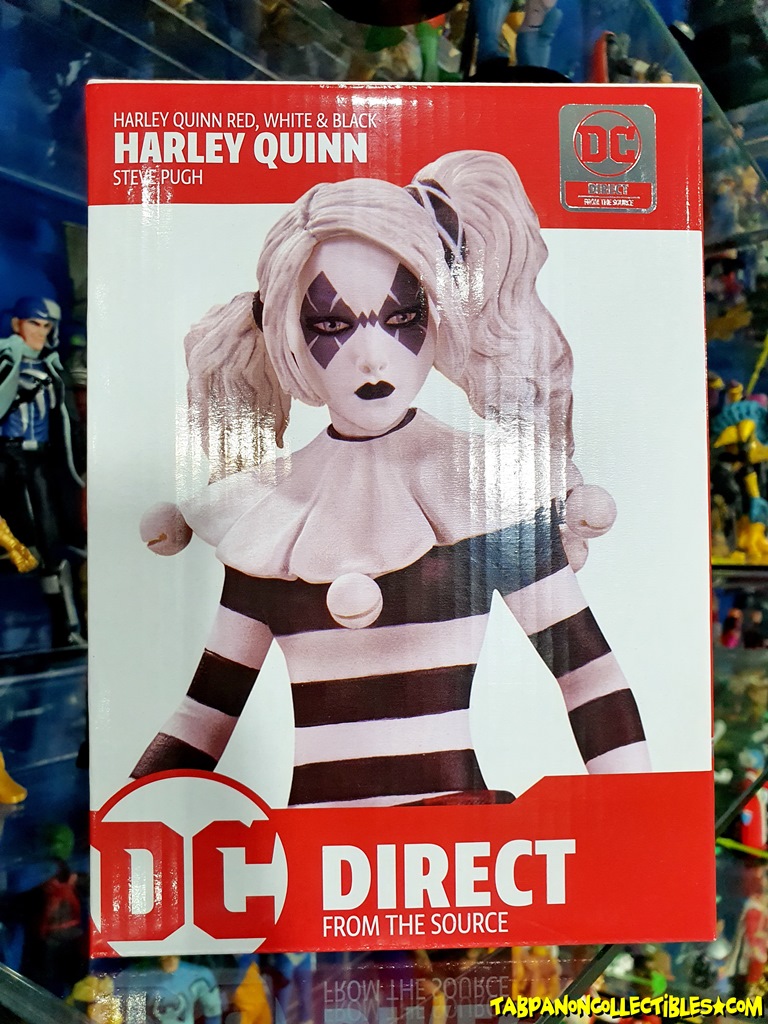 HARLEY QUINN RED, WHITE & BLACK
HARLEY QUINN
STEVE PUGH
DC
DIRECT
FROM THE SOURCE
DC
DIRECT
FROM THE SOURCE
FROM THE SOURCE
TABPANONCOLLECTIBLES★COM